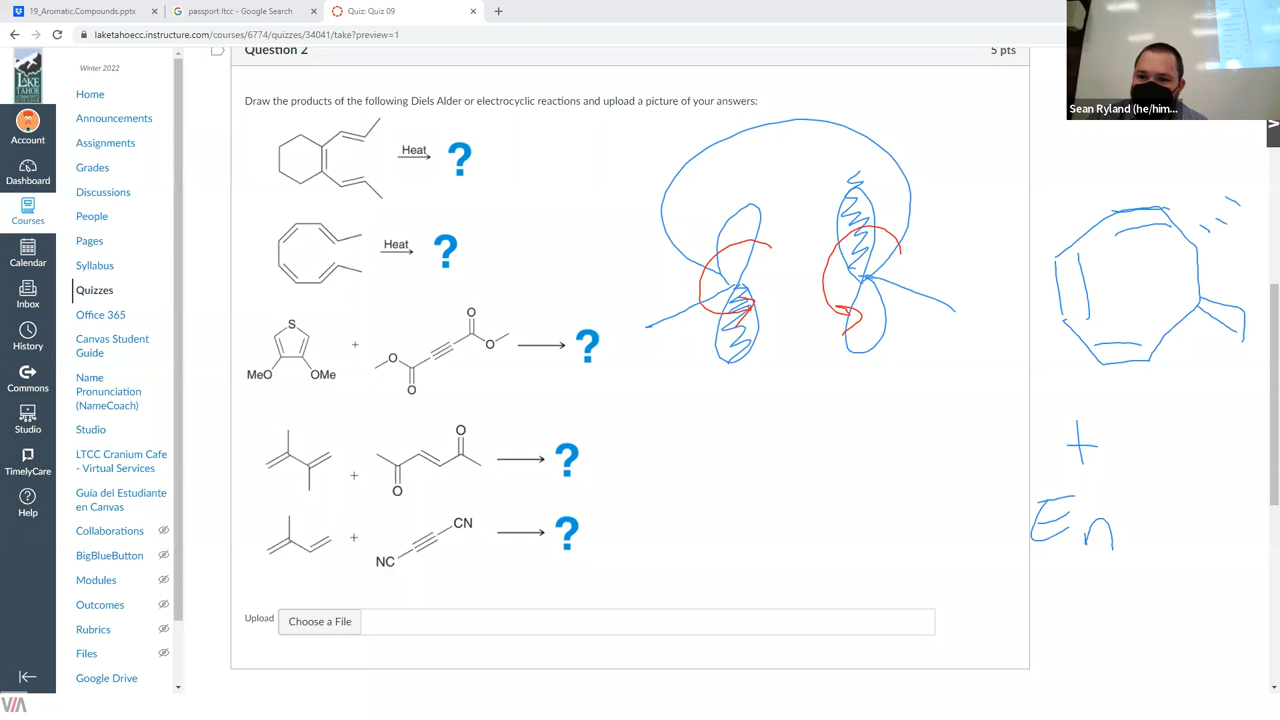 19_Aromatic.Compounds.pptx
passport ltcc - Google Search
Quiz: Quiz 09
laketahoecc.instructure.com/courses/6774/quizzes/34041/take?preview=1
Sean Ryland (he/him...
LAKE
TAHOE
Account
Dashboard
Courses
Calendar
Inbox
History
Commons
Studio
TimelyCare
Help
Winter 2022
Home
Announcements
Assignments
Grades
Discussions
People
Pages
Syllabus
Quizzes
Office 365
Canvas Student
Guide
Name
Pronunciation
(NameCoach)
Studio
LTCC Cranium Cafe
- Virtual Services
Guía del Estudiante
en Canvas
Collaborations
BigBlueButton
Modules
Outcomes
Rubrics
Files
Google Drive
Question 2
5 pts
Draw the products of the following Diels Alder or electrocyclic reactions and upload a picture of your answers:
Heat
?
Heat
?
S
MeO
OMe
+
O
O
O
O
?
+
O
O
?
+
CN
NC
?
Upload
Choose a File
+
En
VIA